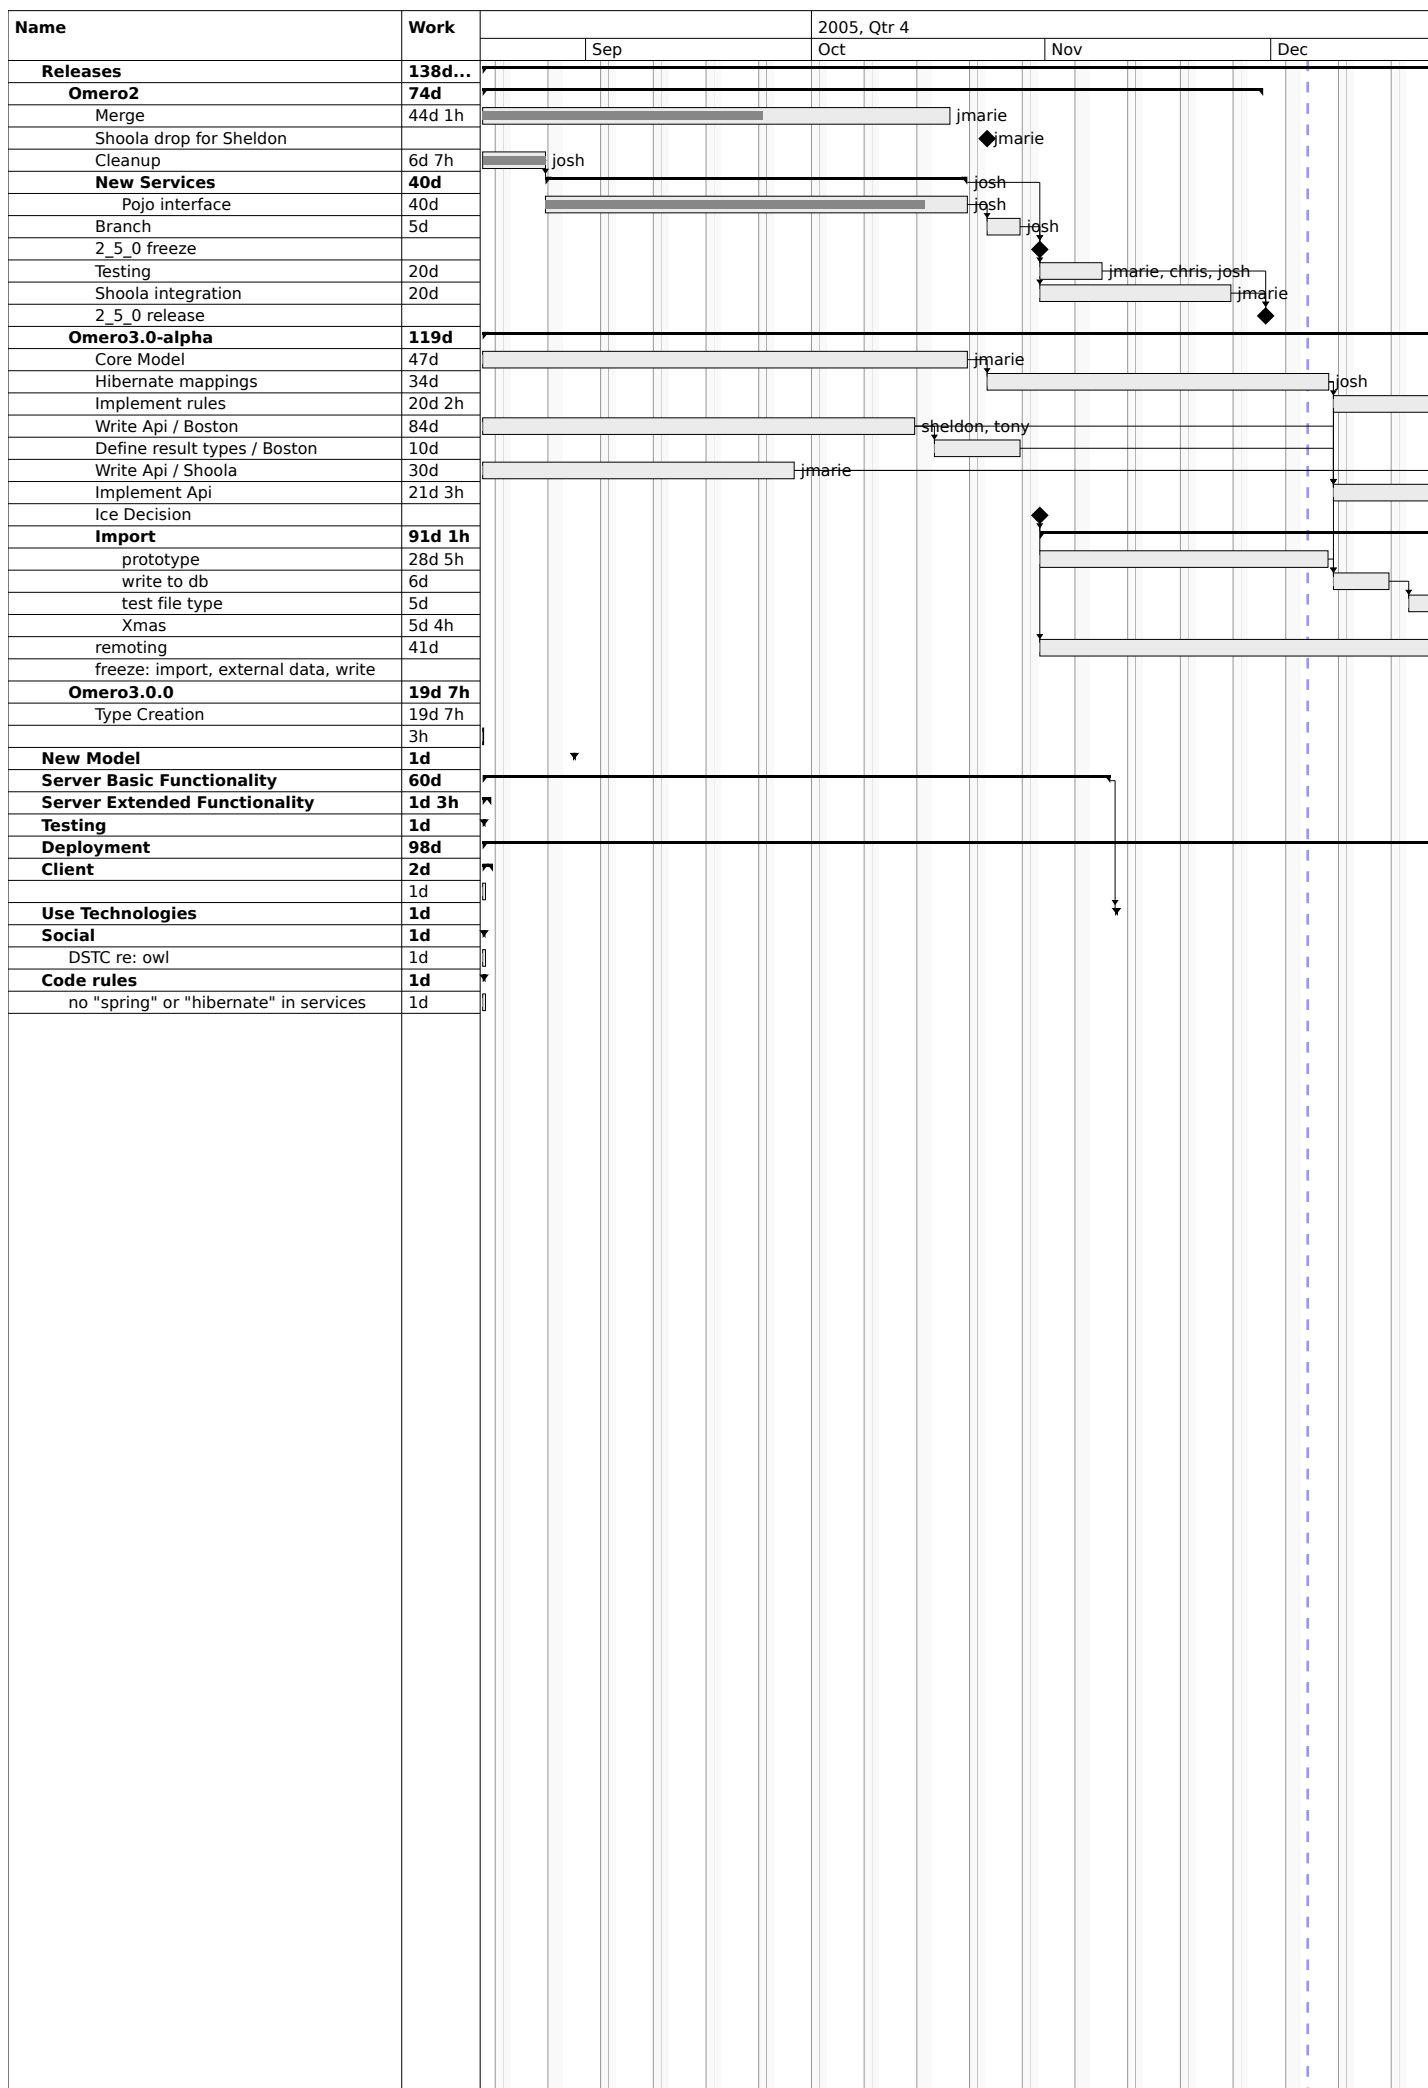 Name Work 2005, Qtr 4
Sep Oct Nov Dec
Releases 138d...
Omero2 74d
Merge 44d 1h jmarie
Shoola drop for Sheldon jmarie
Cleanup 6d 7h josh
New Services 40d josh
Pojo interface 40d josh
Branch 5d josh
2_5_0 freeze
Testing 20d jmarie, chris, josh
Shoola integration 20d jmarie
2_5_0 release
Omero3.0-alpha 119d
Core Model 47d jmarie
Hibernate mappings 34d josh
Implement rules 20d 2h
Write Api / Boston 84d sheldon, tony
Define result types / Boston 10d
Write Api / Shoola 30d jmarie
Implement Api 21d 3h
Ice Decision
Import 91d 1h
prototype 28d 5h
write to db 6d
test file type 5d
Xmas 5d 4h
remoting 41d
freeze: import, external data, write
Omero3.0.0 19d 7h
Type Creation 19d 7h
3h
New Model 1d
Server Basic Functionality 60d
Server Extended Functionality 1d 3h
Testing 1d
Deployment 98d
Client 2d
1d
Use Technologies 1d
Social 1d
DSTC re: owl 1d
Code rules 1d
no "spring" or "hibernate" in services 1d